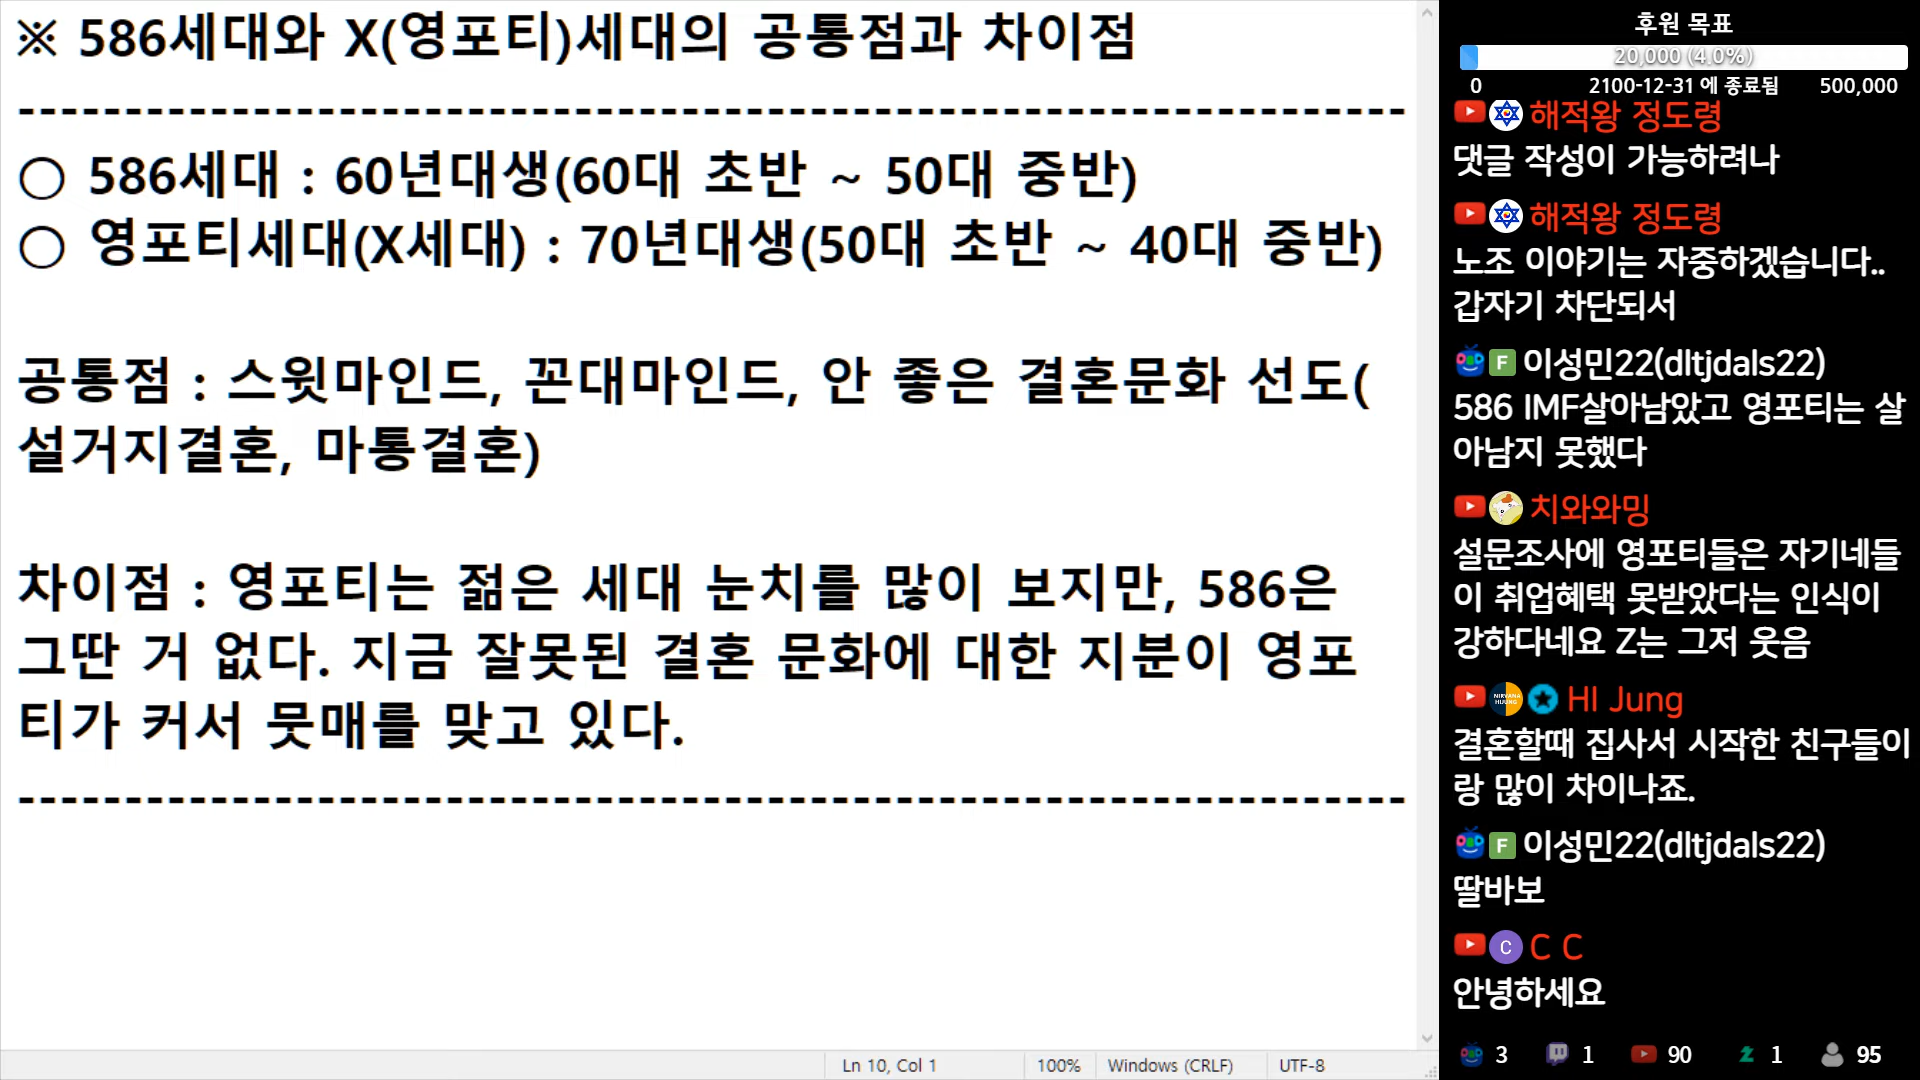 ※ 586세대와 X(영포티)세대의 공통점과 차이점
------------------------------------------------------------------
○ 586세대 : 60년대생(60대 초반 ~ 50대 중반)
○ 영포티세대(X세대) : 70년대생(50대 초반 ~ 40대 중반)
공통점 : 스윗마인드, 꼰대마인드, 안 좋은 결혼문화 선도(
설거지결혼, 마통결혼)
차이점 : 영포티는 젊은 세대 눈치를 많이 보지만, 586은
그딴 거 없다. 지금 잘못된 결혼 문화에 대한 지분이 영포
티가 커서 뭇매를 맞고 있다.
------------------------------------------------------------------
Ln 10, Col 1 100% Windows (CRLF) UTF-8
후원 목표
20,000 (4.0%)
0 2100-12-31 에 종료됨 500,000
해적왕 정도령
댓글 작성이 가능하려나
해적왕 정도령
노조 이야기는 자중하겠습니다..
갑자기 차단되서
F 이성민22(dltjdals22)
586 IMF살아남았고 영포티는 살
아남지 못했다
치와와밍
설문조사에 영포티들은 자기네들
이 취업혜택 못받았다는 인식이
강하다네요 Z는 그저 웃음
NIRVANA HIJUNG HI Jung
결혼할때 집사서 시작한 친구들이
랑 많이 차이나죠.
F 이성민22(dltjdals22)
딸바보
C C C
안녕하세요
3 1 90 1 95